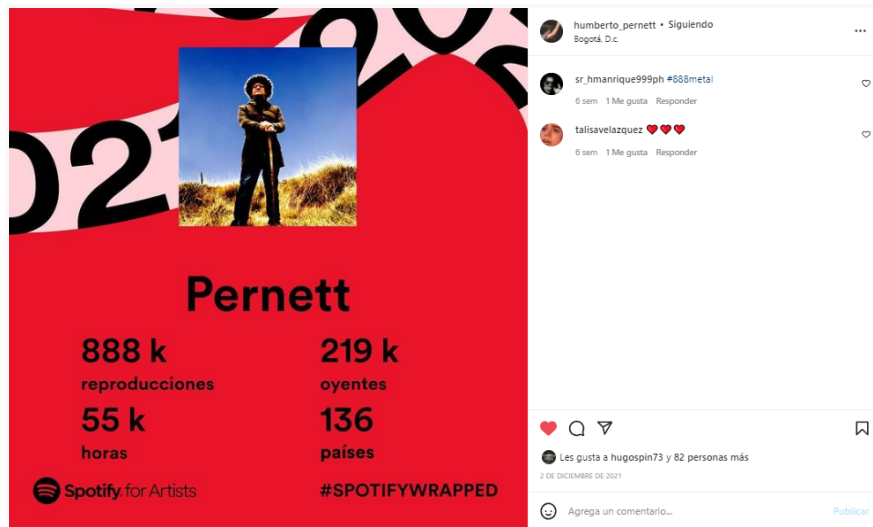 2021
202
Pernett
888 k
reproducciones
219 k
oyentes
55 k
horas
136
países
Spotify for Artists
#SPOTIFYWRAPPED
humberto_pernett • Siguiendo
Bogotá, D.c.
sr_hmanrique999ph #888metal
6 sem 1 Me gusta Responder
talisavelazquez ❤️❤️❤️
6 sem 1 Me gusta Responder
Les gusta a hugospin73 y 82 personas más
2 DE DICIEMBRE DE 2021
Agrega un comentario...
Publicar